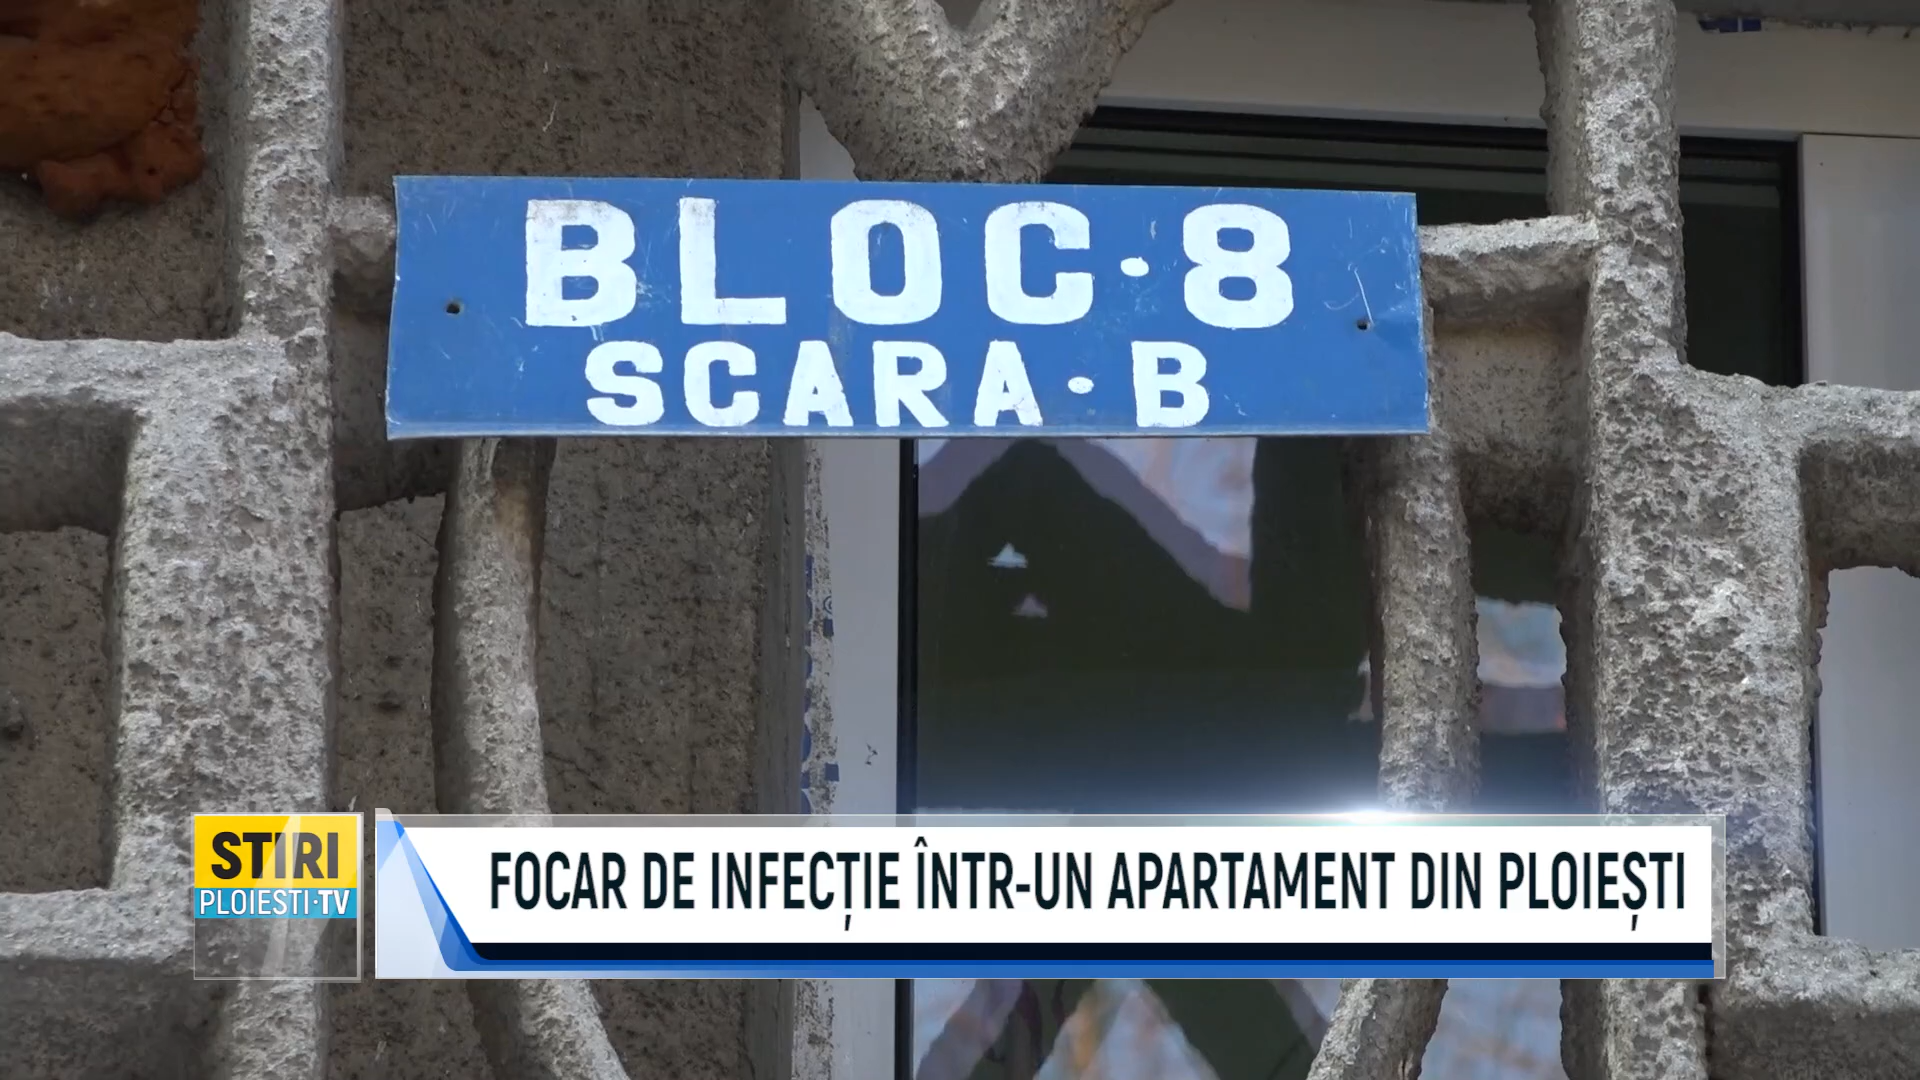 BLOC·8
SCARA·B
STIRI
PLOIESTI·TV
FOCAR DE INFECȚIE ÎNTR-UN APARTAMENT DIN PLOIEȘTI